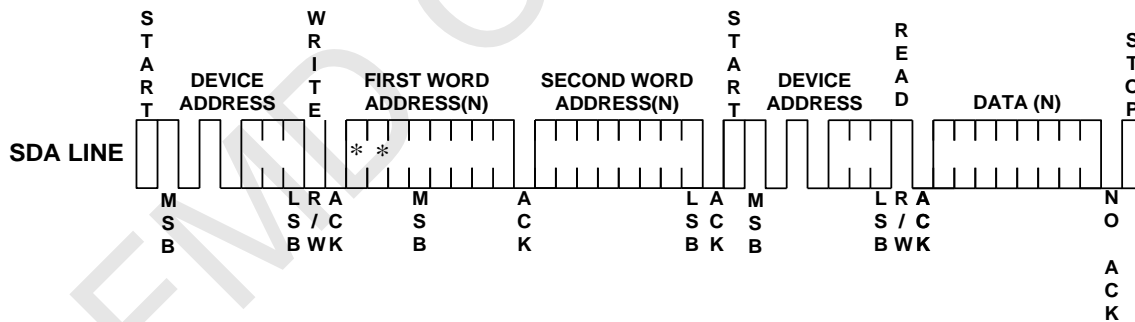 START
WRITE
START
READ
STOP
DEVICE
ADDRESS
FIRST WORD
ADDRESS(N)
SECOND WORD
ADDRESS(N)
DEVICE
ADDRESS
DATA (N)
SDA LINE
* *
MSB
LSB
R/W
ACK
MSB
ACK
LSB
ACK
MSB
LSB
R/W
ACK
NO ACK
FMD